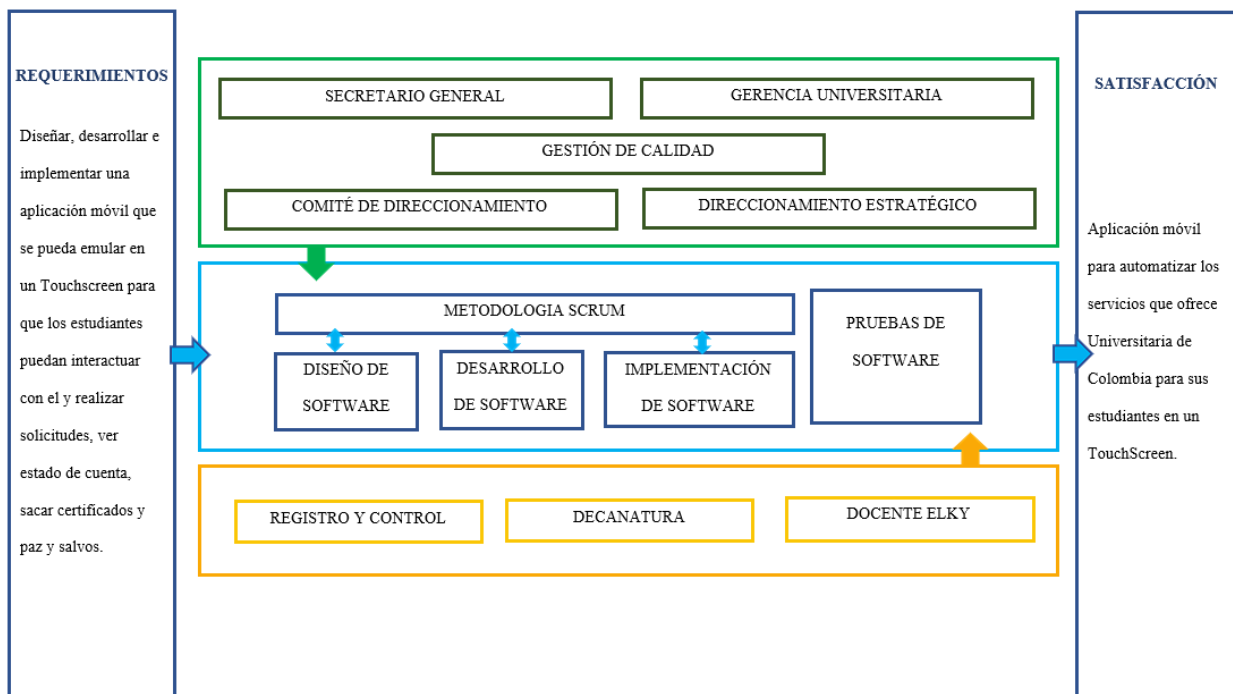 REQUERIMIENTOS
Diseñar, desarrollar e
implementar una
aplicación móvil que
se pueda emular en
un Touchscreen para
que los estudiantes
puedan interactuar
con el y realizar
solicitudes, ver
estado de cuenta,
sacar certificados y
paz y salvos.
SECRETARIO GENERAL
GERENCIA UNIVERSITARIA
GESTIÓN DE CALIDAD
COMITÉ DE DIRECCIONAMIENTO
DIRECCIONAMIENTO ESTRATÉGICO
METODOLOGIA SCRUM
DISEÑO DE
SOFTWARE
DESARROLLO
DE SOFTWARE
IMPLEMENTACIÓN
DE SOFTWARE
PRUEBAS DE
SOFTWARE
REGISTRO Y CONTROL
DECANATURA
DOCENTE ELKY
SATISFACCIÓN
Aplicación móvil
para automatizar los
servicios que ofrece
Universitaria de
Colombia para sus
estudiantes en un
TouchScreen.